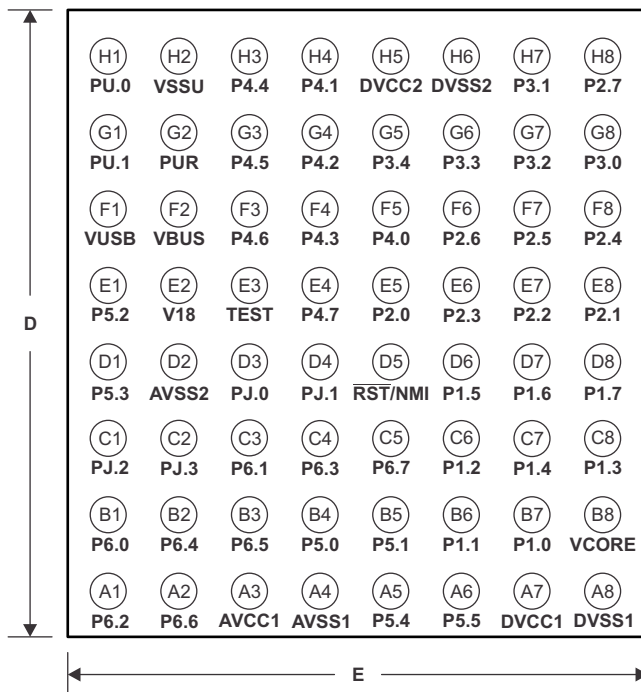 H1 H2 H3 H4 H5 H6 H7 H8
PU.0 VSSU P4.4 P4.1 DVCC2 DVSS2 P3.1 P2.7
G1 G2 G3 G4 G5 G6 G7 G8
PU.1 PUR P4.5 P4.2 P3.4 P3.3 P3.2 P3.0
F1 F2 F3 F4 F5 F6 F7 F8
VUSB VBUS P4.6 P4.3 P4.0 P2.6 P2.5 P2.4
E1 E2 E3 E4 E5 E6 E7 E8
P5.2 V18 TEST P4.7 P2.0 P2.3 P2.2 P2.1
D
D1 D2 D3 D4 D5 D6 D7 D8
P5.3 AVSS2 PJ.0 PJ.1 RST/NMI P1.5 P1.6 P1.7
C1 C2 C3 C4 C5 C6 C7 C8
PJ.2 PJ.3 P6.1 P6.3 P6.7 P1.2 P1.4 P1.3
B1 B2 B3 B4 B5 B6 B7 B8
P6.0 P6.4 P6.5 P5.0 P5.1 P1.1 P1.0 VCORE
A1 A2 A3 A4 A5 A6 A7 A8
P6.2 P6.6 AVCC1 AVSS1 P5.4 P5.5 DVCC1 DVSS1
E